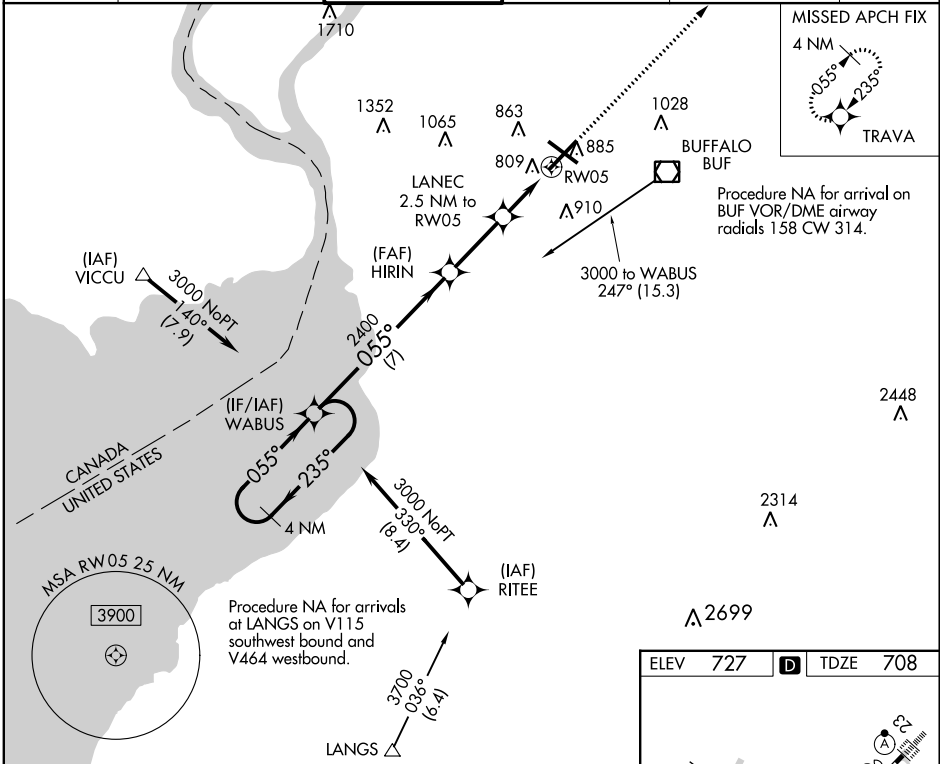 1710
MISSED APCH FIX
4 NM
055°
235°
TRAVA
1352
1065
863
1028
809
885
RW05
BUFFALO
BUF
LANEC
2.5 NM to
RW05
910
Procedure NA for arrival on
BUF VOR/DME airway
radials 158 CW 314.
(FAF)
HIRIN
3000 to WABUS
247° (15.3)
(IAF)
VICCU
3000 NoPT
140°
(7.9)
2400
055°
(7)
(IF/IAF)
WABUS
2448
CANADA
UNITED STATES
055°
235°
4 NM
3000 NoPT
330°
(8.4)
2314
(IAF)
RITEE
MSA RW05 25 NM
3900
Procedure NA for arrivals
at LANGS on V115
southwest bound and
V464 westbound.
2699
3700
036°
(6.4)
LANGS
ELEV 727 D TDZE 708
23
A